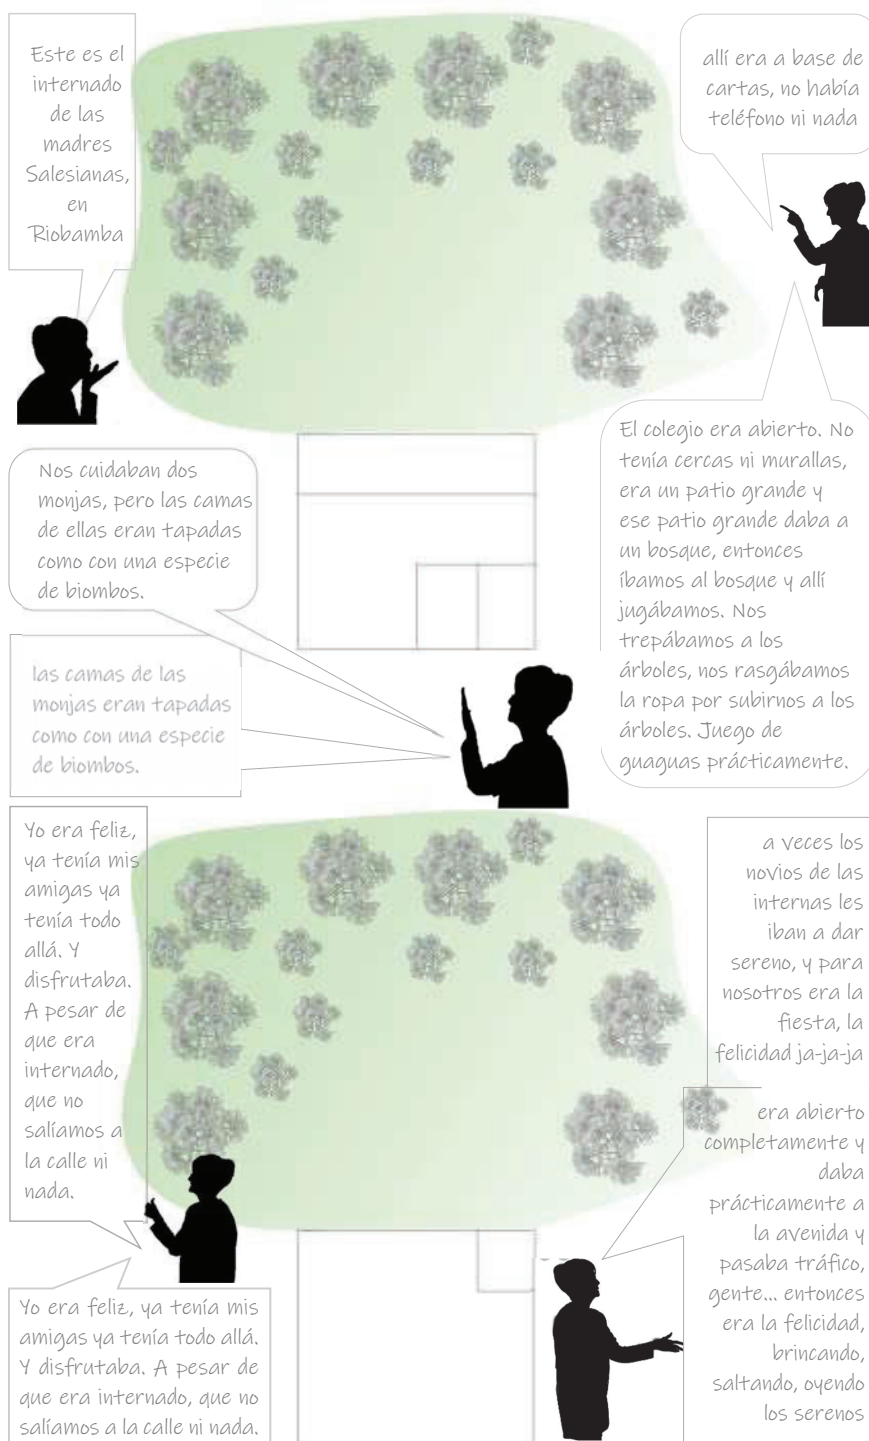 Este es el
internado
de las
madres
Salesianas,
en
Riobamba
allí era a base de
cartas, no había
teléfono ni nada
El colegio era abierto. No
tenía cercas ni murallas,
era un patio grande y
ese patio grande daba a
un bosque, entonces
íbamos al bosque y allí
jugábamos. Nos
trepábamos a los
árboles, nos rasgábamos
la ropa por subirnos a los
árboles. Juego de
guaguas prácticamente.
Nos cuidaban dos
monjas, pero las camas
de ellas eran tapadas
como con una especie
de biombos.
las camas de las
monjas eran tapadas
como con una especie
de biombos.
Yo era feliz,
ya tenía mis
amigas ya
tenía todo
allá. Y
disfrutaba.
A pesar de
que era
internado,
que no
salíamos a
la calle ni
nada.
a veces los
novios de las
internas les
iban a dar
sereno, y para
nosotros era la
fiesta, la
felicidad ja-ja-ja
era abierto
completamente y
daba
prácticamente a
la avenida y
pasaba tráfico,
gente... entonces
era la felicidad,
brincando,
saltando, oyendo
los serenos
Yo era feliz, ya tenía mis
amigas ya tenía todo allá.
Y disfrutaba. A pesar de
que era internado, que no
salíamos a la calle ni nada.